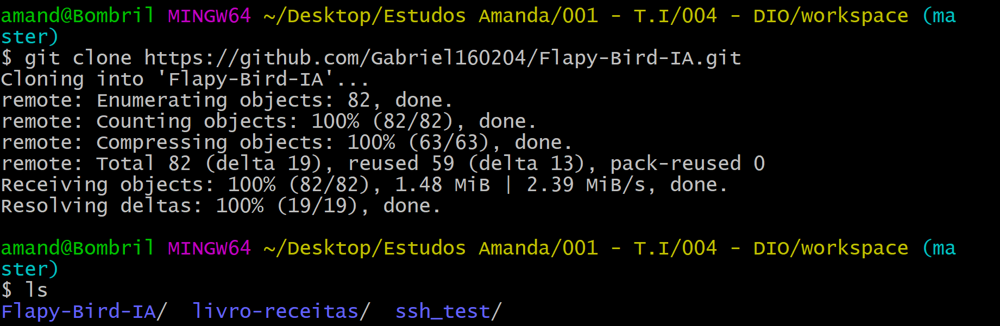 amand@Bombril MINGW64 ~/Desktop/Estudos Amanda/001 - T.I/004 - DIO/workspace (ma
ster)
$ git clone https://github.com/Gabriel160204/Flapy-Bird-IA.git
Cloning into 'Flapy-Bird-IA'...
remote: Enumerating objects: 82, done.
remote: Counting objects: 100% (82/82), done.
remote: Compressing objects: 100% (63/63), done.
remote: Total 82 (delta 19), reused 59 (delta 13), pack-reused 0
Receiving objects: 100% (82/82), 1.48 MiB | 2.39 MiB/s, done.
Resolving deltas: 100% (19/19), done.
amand@Bombril MINGW64 ~/Desktop/Estudos Amanda/001 - T.I/004 - DIO/workspace (ma
ster)
$ ls
Flapy-Bird-IA/  livro-receitas/  ssh_test/